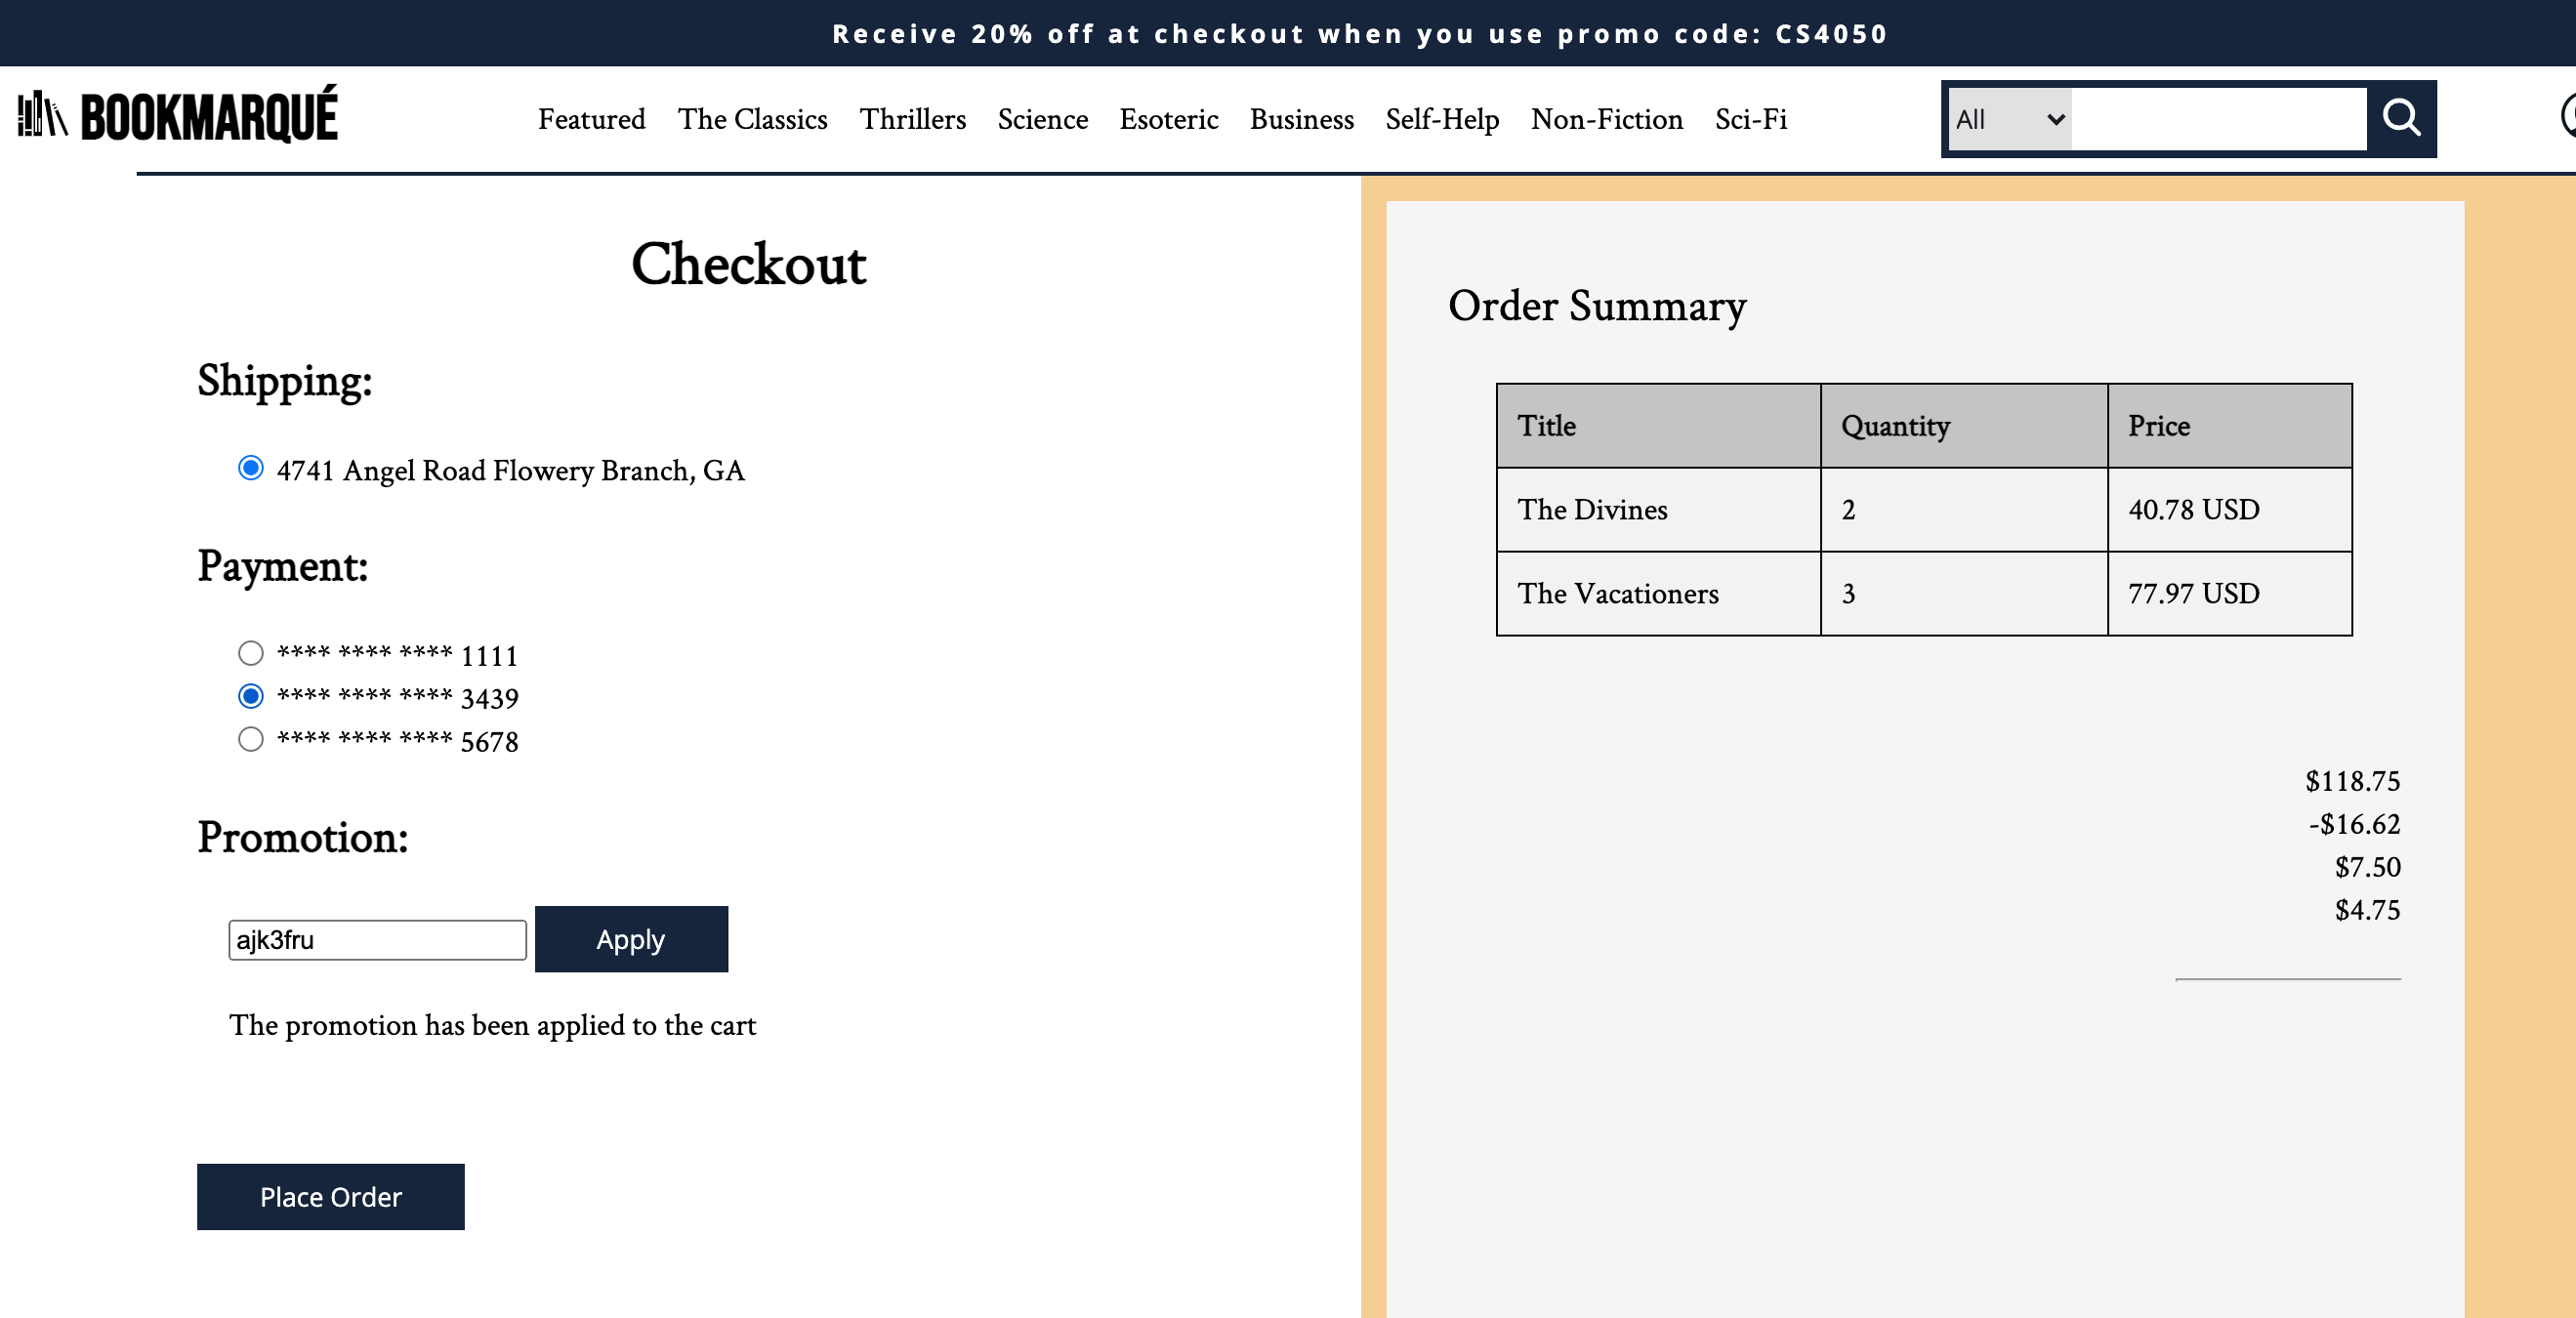 Receive 20% off at checkout when you use promo code: CS4050
BOOKMARQUÉ
Featured The Classics Thrillers Science Esoteric Business Self-Help Non-Fiction Sci-Fi
All
Checkout
Shipping:
4741 Angel Road Flowery Branch, GA
Payment:
**** **** **** 1111
**** **** **** 3439
**** **** **** 5678
Promotion:
ajk3fru Apply
The promotion has been applied to the cart
Place Order
Order Summary
Title Quantity Price
The Divines 2 40.78 USD
The Vacationers 3 77.97 USD
$118.75
-$16.62
$7.50
$4.75